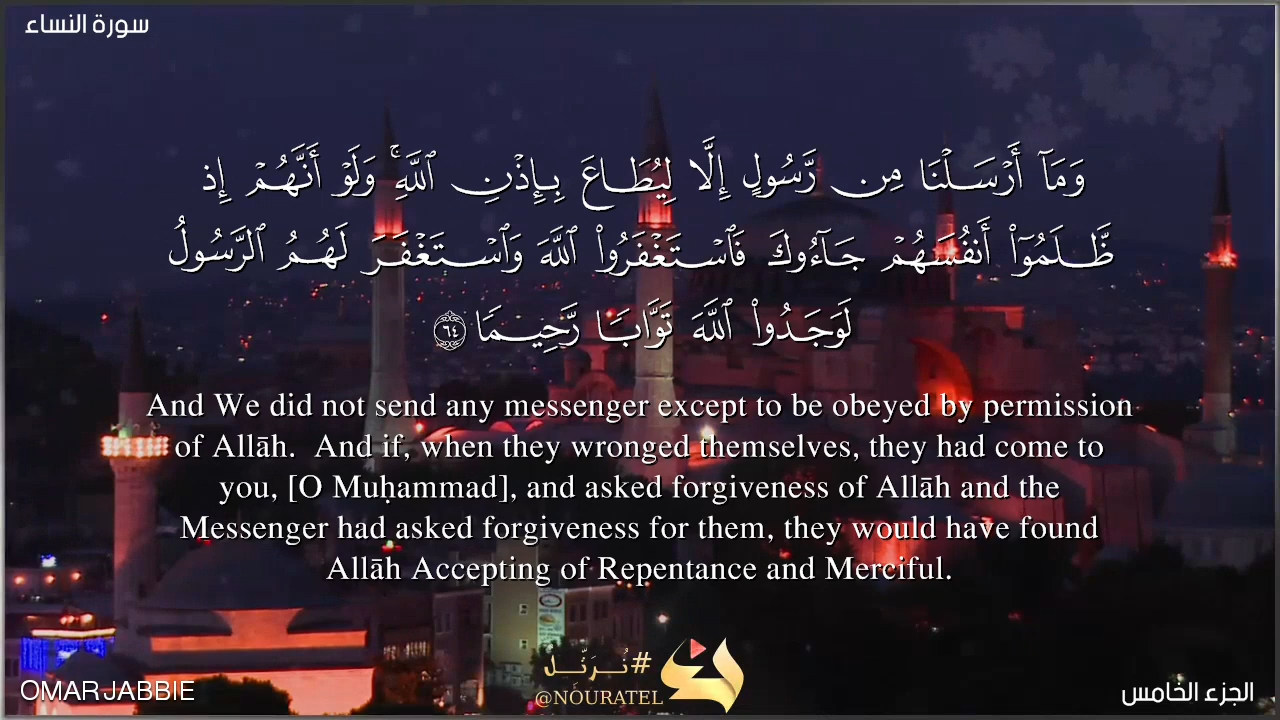 سورة النساء
وَمَآ أَرْسَلْنَا مِن رَّسُولٍ إِلَّا لِيُطَاعَ بِإِذْنِ ٱللَّهِ ۚ وَلَوْ أَنَّهُمْ إِذ
ظَّلَمُوٓا۟ أَنفُسَهُمْ جَآءُوكَ فَٱسْتَغْفَرُوا۟ ٱللَّهَ وَٱسْتَغْفَرَ لَهُمُ ٱلرَّسُولُ
لَوَجَدُوا۟ ٱللَّهَ تَوَّابًا رَّحِيمًا ٦٤
And We did not send any messenger except to be obeyed by permission
of Allāh. And if, when they wronged themselves, they had come to
you, [O Muḥammad], and asked forgiveness of Allāh and the
Messenger had asked forgiveness for them, they would have found
Allāh Accepting of Repentance and Merciful.
#نُرَتِّلُ
@NOURATEL
OMAR JABBIE
الجزء الخامس